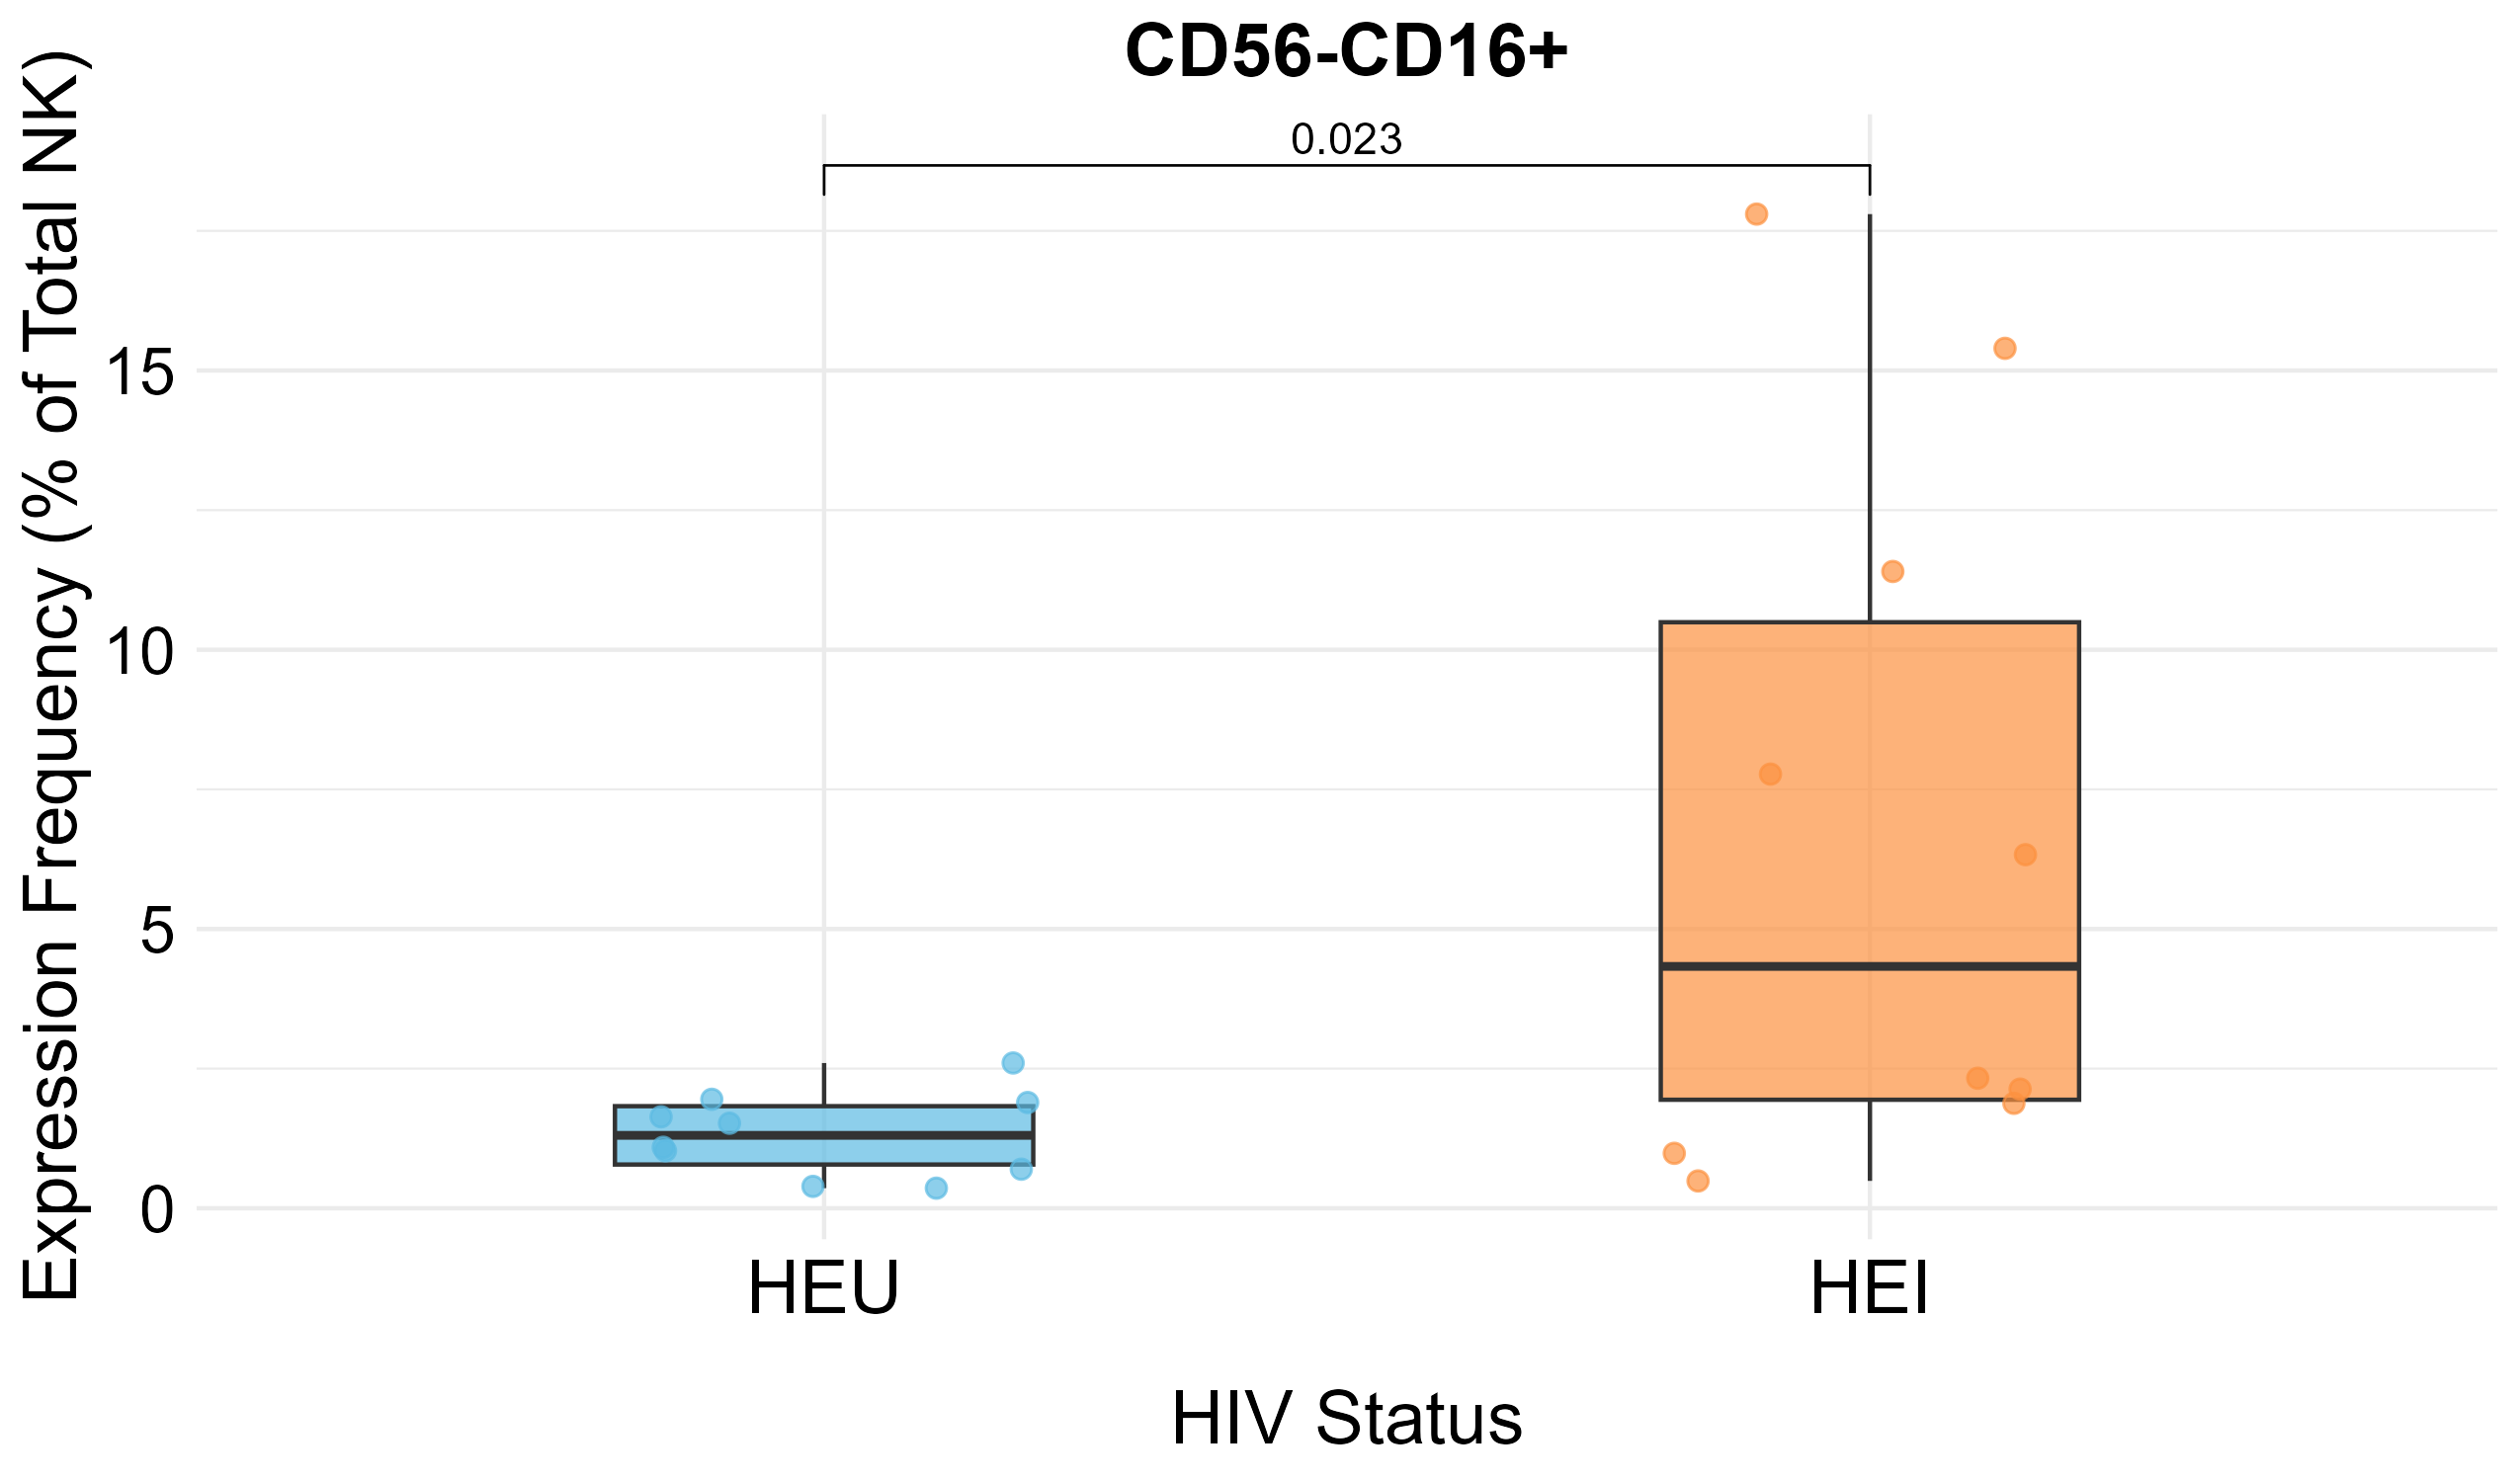 CD56-CD16+
0.023
Expression Frequency (% of Total NK)
15
10
5
0
HEU
HEI
HIV Status